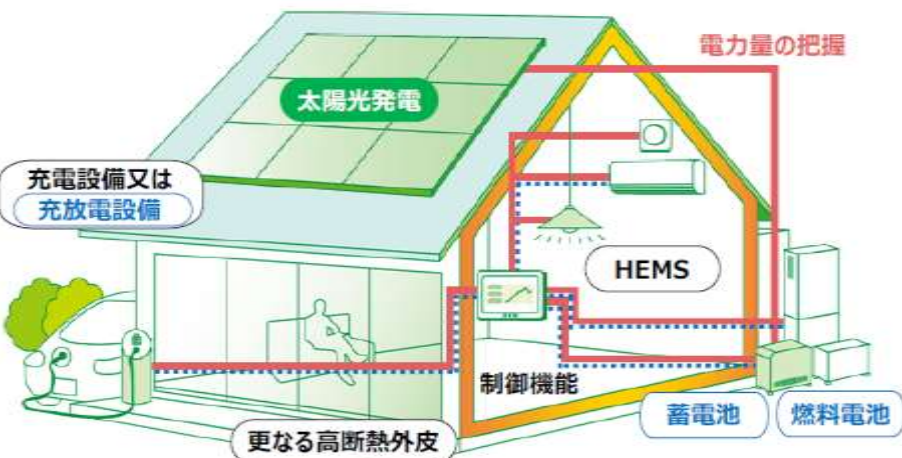 電力量の把握
太陽光発電
充電設備又は
充放電設備
HEMS
制御機能
蓄電池
燃料電池
更なる高断熱外皮